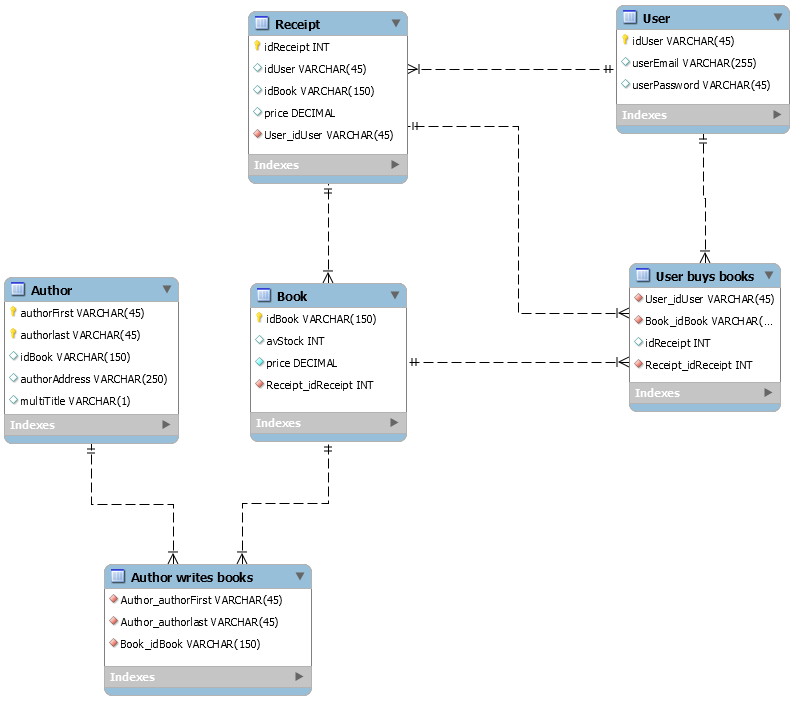 Receipt
idReceipt INT
idUser VARCHAR(45)
idBook VARCHAR(150)
price DECIMAL
User_idUser VARCHAR(45)
Indexes
User
idUser VARCHAR(45)
userEmail VARCHAR(255)
userPassword VARCHAR(45)
Indexes
Author
authorFirst VARCHAR(45)
authorlast VARCHAR(45)
idBook VARCHAR(150)
authorAddress VARCHAR(250)
multiTitle VARCHAR(1)
Indexes
Book
idBook VARCHAR(150)
avStock INT
price DECIMAL
Receipt_idReceipt INT
Indexes
User buys books
User_idUser VARCHAR(45)
Book_idBook VARCHAR(...
idReceipt INT
Receipt_idReceipt INT
Indexes
Author writes books
Author_authorFirst VARCHAR(45)
Author_authorlast VARCHAR(45)
Book_idBook VARCHAR(150)
Indexes